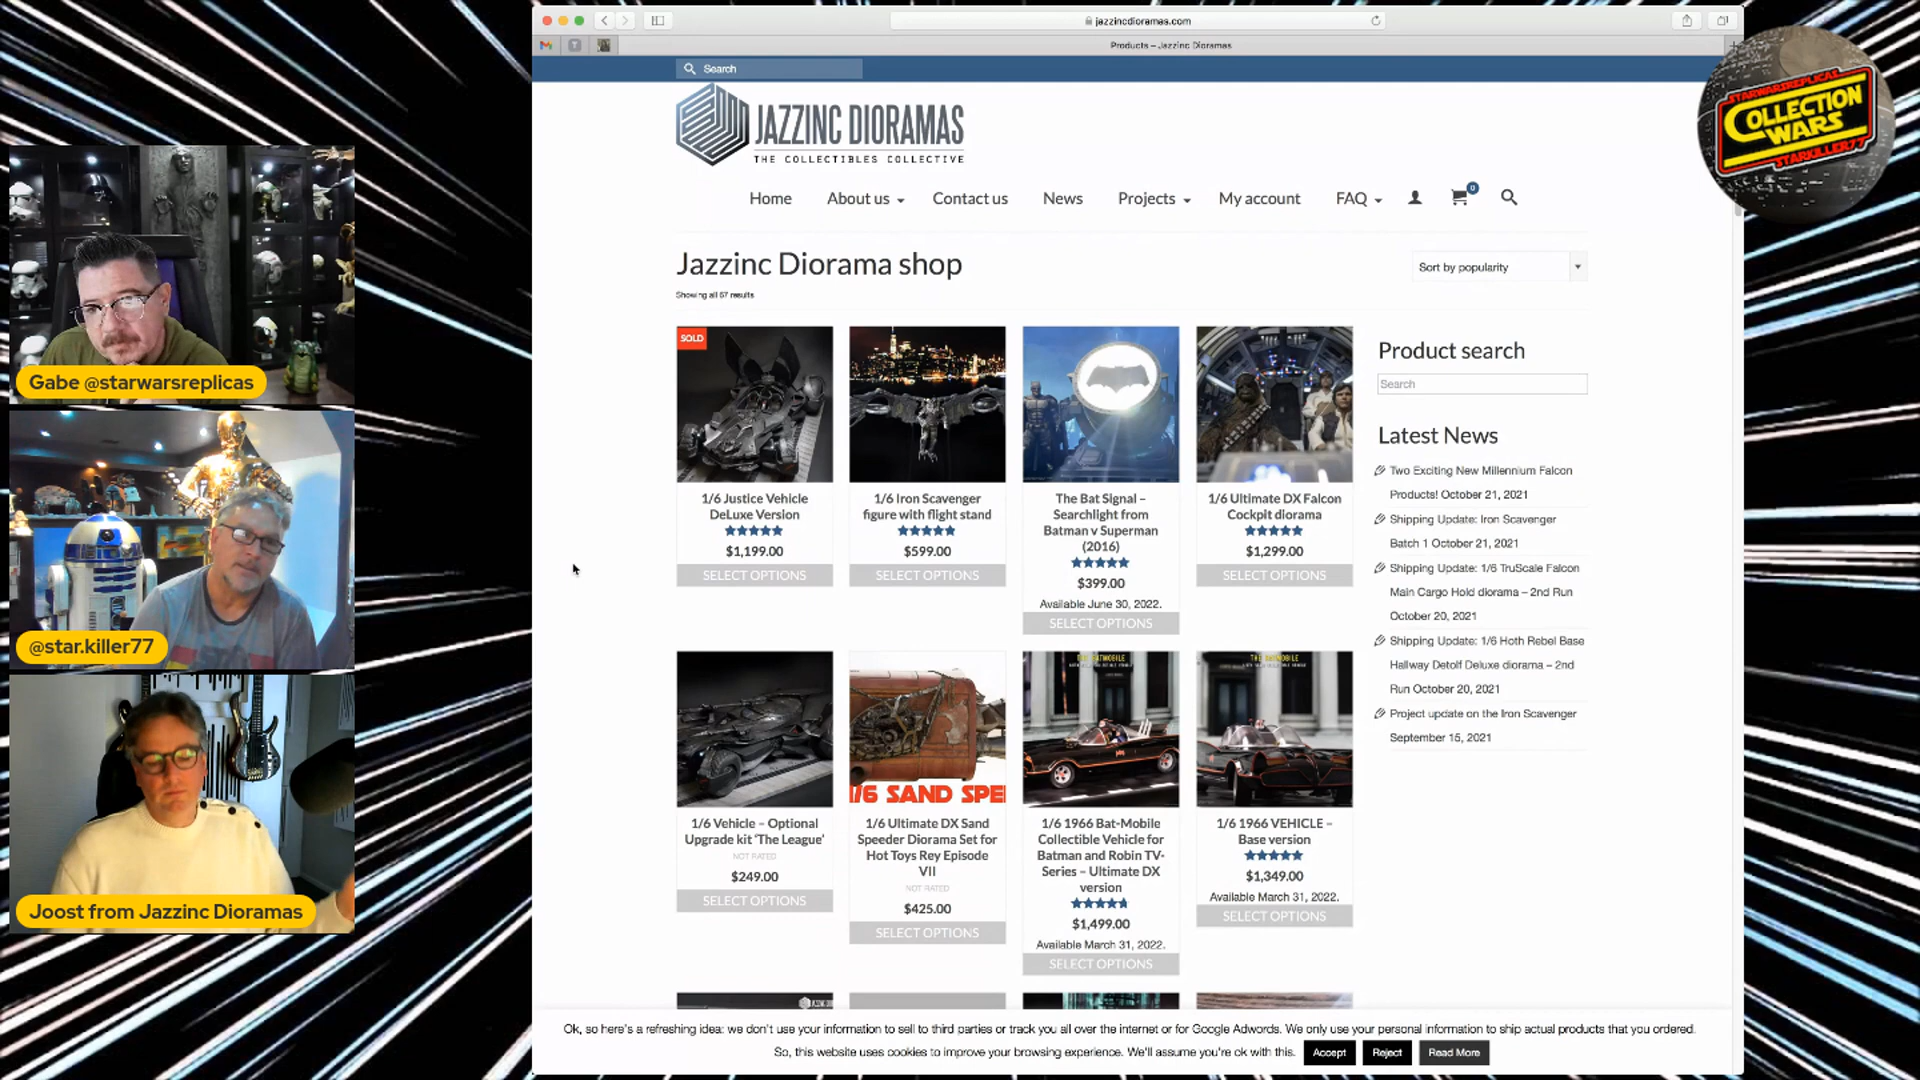 jazzincdioramas.com
Products – Jazzinc Dioramas
Search
JAZZINC DIORAMAS
THE COLLECTIBLES COLLECTIVE
STARWARSREPLICAS
COLLECTION
WARS
STARKILLER77
Home
About us
Contact us
News
Projects
My account
FAQ
0
Jazzinc Diorama shop
Sort by popularity
Showing all 67 results
SOLD
1/6 Justice Vehicle
DeLuxe Version
$1,199.00
SELECT OPTIONS
1/6 Iron Scavenger
figure with flight stand
$599.00
SELECT OPTIONS
The Bat Signal –
Searchlight from
Batman v Superman
(2016)
$399.00
Available June 30, 2022.
SELECT OPTIONS
1/6 Ultimate DX Falcon
Cockpit diorama
$1,299.00
SELECT OPTIONS
Product search
Search
Latest News
Two Exciting New Millennium Falcon
Products! October 21, 2021
Shipping Update: Iron Scavenger
Batch 1 October 21, 2021
Shipping Update: 1/6 TruScale Falcon
Main Cargo Hold diorama – 2nd Run
October 20, 2021
Shipping Update: 1/6 Hoth Rebel Base
Hallway Detolf Deluxe diorama – 2nd
Run October 20, 2021
Project update on the Iron Scavenger
September 15, 2021
1/6 Vehicle – Optional
Upgrade kit 'The League'
NOT RATED
$249.00
SELECT OPTIONS
1/6 SAND SPE
1/6 Ultimate DX Sand
Speeder Diorama Set for
Hot Toys Rey Episode
VII
NOT RATED
$425.00
SELECT OPTIONS
THE BATMOBILE
1/6 1966 Bat-Mobile
Collectible Vehicle for
Batman and Robin TV-
Series – Ultimate DX
version
$1,499.00
Available March 31, 2022.
SELECT OPTIONS
THE BATMOBILE
1/6 1966 VEHICLE –
Base version
$1,349.00
Available March 31, 2022.
SELECT OPTIONS
Ok, so here's a refreshing idea: we don't use your information to sell to third parties or track you all over the internet or for Google Adwords. We only use your personal information to ship actual products that you ordered.
So, this website uses cookies to improve your browsing experience. We'll assume you're ok with this.
Accept
Reject
Read More
Gabe @starwarsreplicas
@star.killer77
Joost from Jazzinc Dioramas